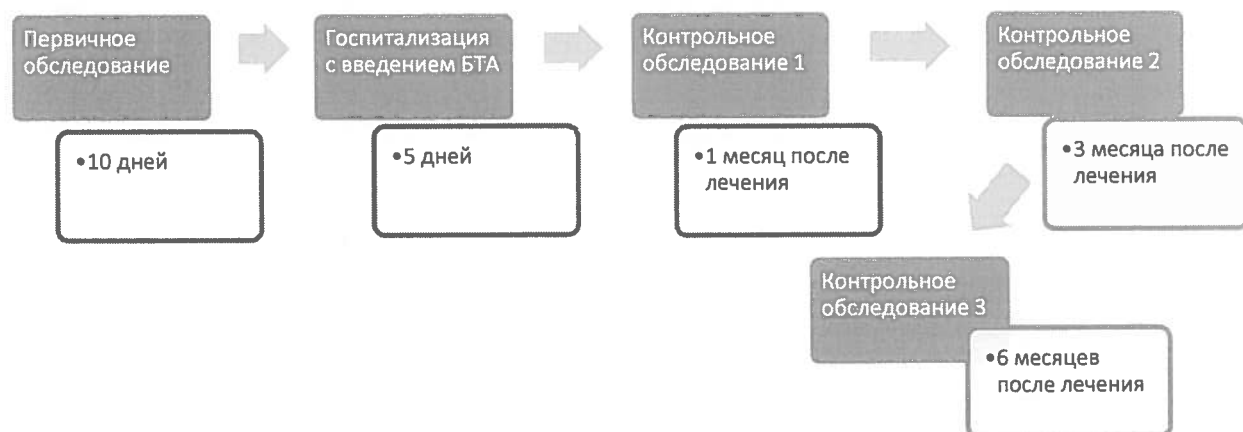 Первичное
обследование
•10 дней
Госпитализация
с введением БТА
•5 дней
Контрольное
обследование 1
•1 месяц после
лечения
Контрольное
обследование 2
•3 месяца после
лечения
Контрольное
обследование 3
•6 месяцев
после лечения